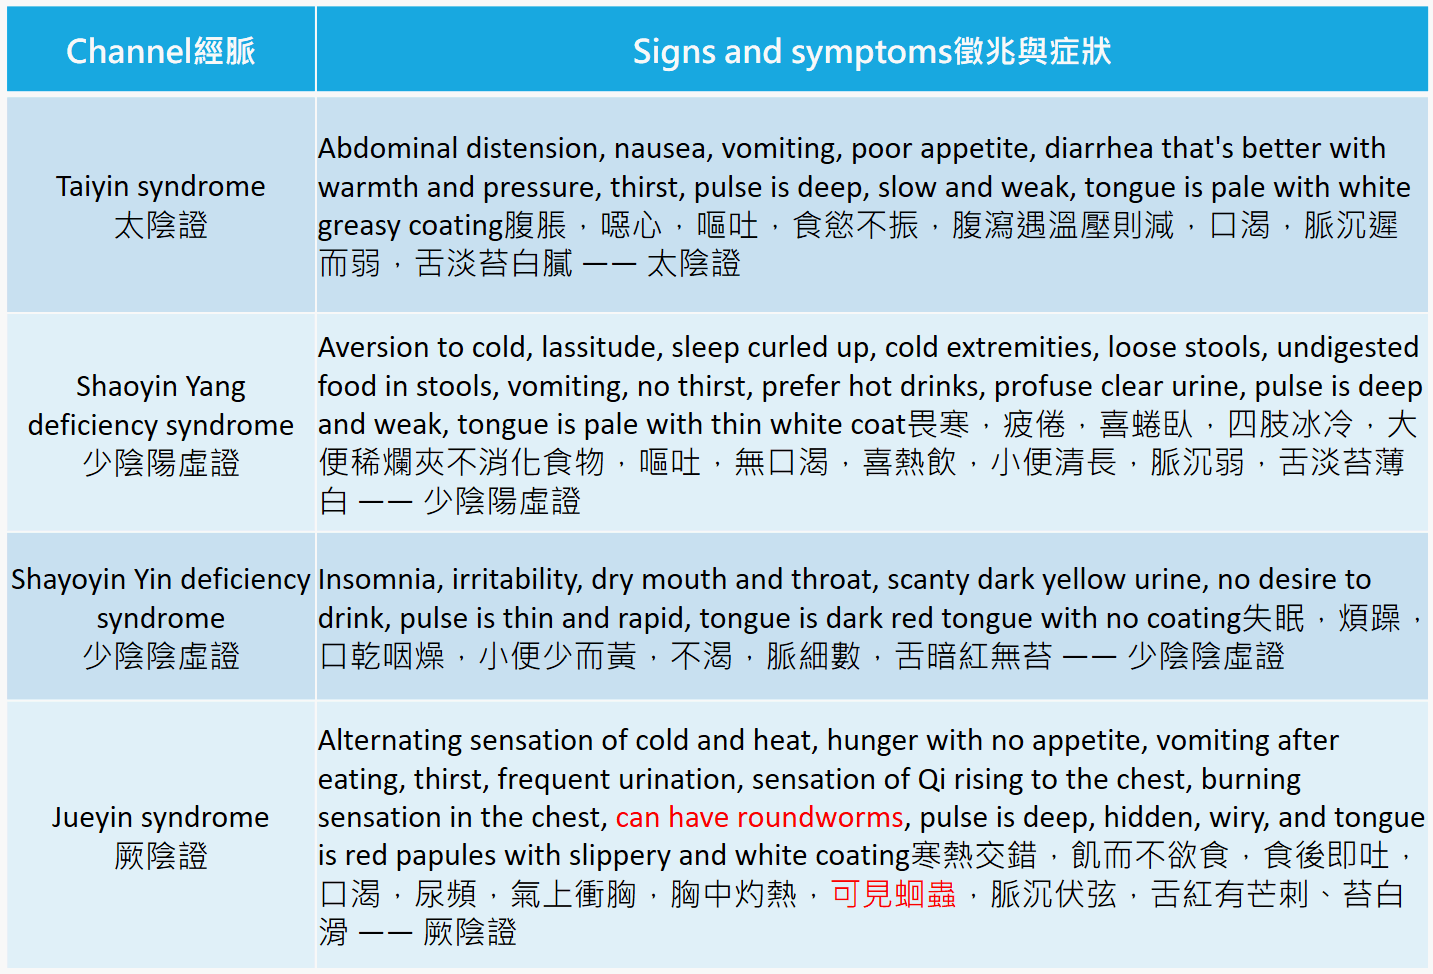 Channel經脈
Signs and symptoms徵兆與症狀
Taiyin syndrome
太陰證
Abdominal distension, nausea, vomiting, poor appetite, diarrhea that's better with
warmth and pressure, thirst, pulse is deep, slow and weak, tongue is pale with white
greasy coating腹脹，噁心，嘔吐，食慾不振，腹瀉遇溫壓則減，口渴，脈沉遲
而弱，舌淡苔白膩 —— 太陰證
Shaoyin Yang
deficiency syndrome
少陰陽虛證
Aversion to cold, lassitude, sleep curled up, cold extremities, loose stools, undigested
food in stools, vomiting, no thirst, prefer hot drinks, profuse clear urine, pulse is deep
and weak, tongue is pale with thin white coat畏寒，疲倦，喜蜷臥，四肢冰冷，大
便稀爛夾不消化食物，嘔吐，無口渴，喜熱飲，小便清長，脈沉弱，舌淡苔薄
白 —— 少陰陽虛證
Shayoyin Yin deficiency
syndrome
少陰陰虛證
Insomnia, irritability, dry mouth and throat, scanty dark yellow urine, no desire to
drink, pulse is thin and rapid, tongue is dark red tongue with no coating失眠，煩躁，
口乾咽燥，小便少而黃，不渴，脈細數，舌暗紅無苔 —— 少陰陰虛證
Jueyin syndrome
厥陰證
Alternating sensation of cold and heat, hunger with no appetite, vomiting after
eating, thirst, frequent urination, sensation of Qi rising to the chest, burning
sensation in the chest, can have roundworms, pulse is deep, hidden, wiry, and tongue
is red papules with slippery and white coating寒熱交錯，飢而不欲食，食後即吐，
口渴，尿頻，氣上衝胸，胸中灼熱，可見蛔蟲，脈沉伏弦，舌紅有芒刺、苔白
滑 —— 厥陰證